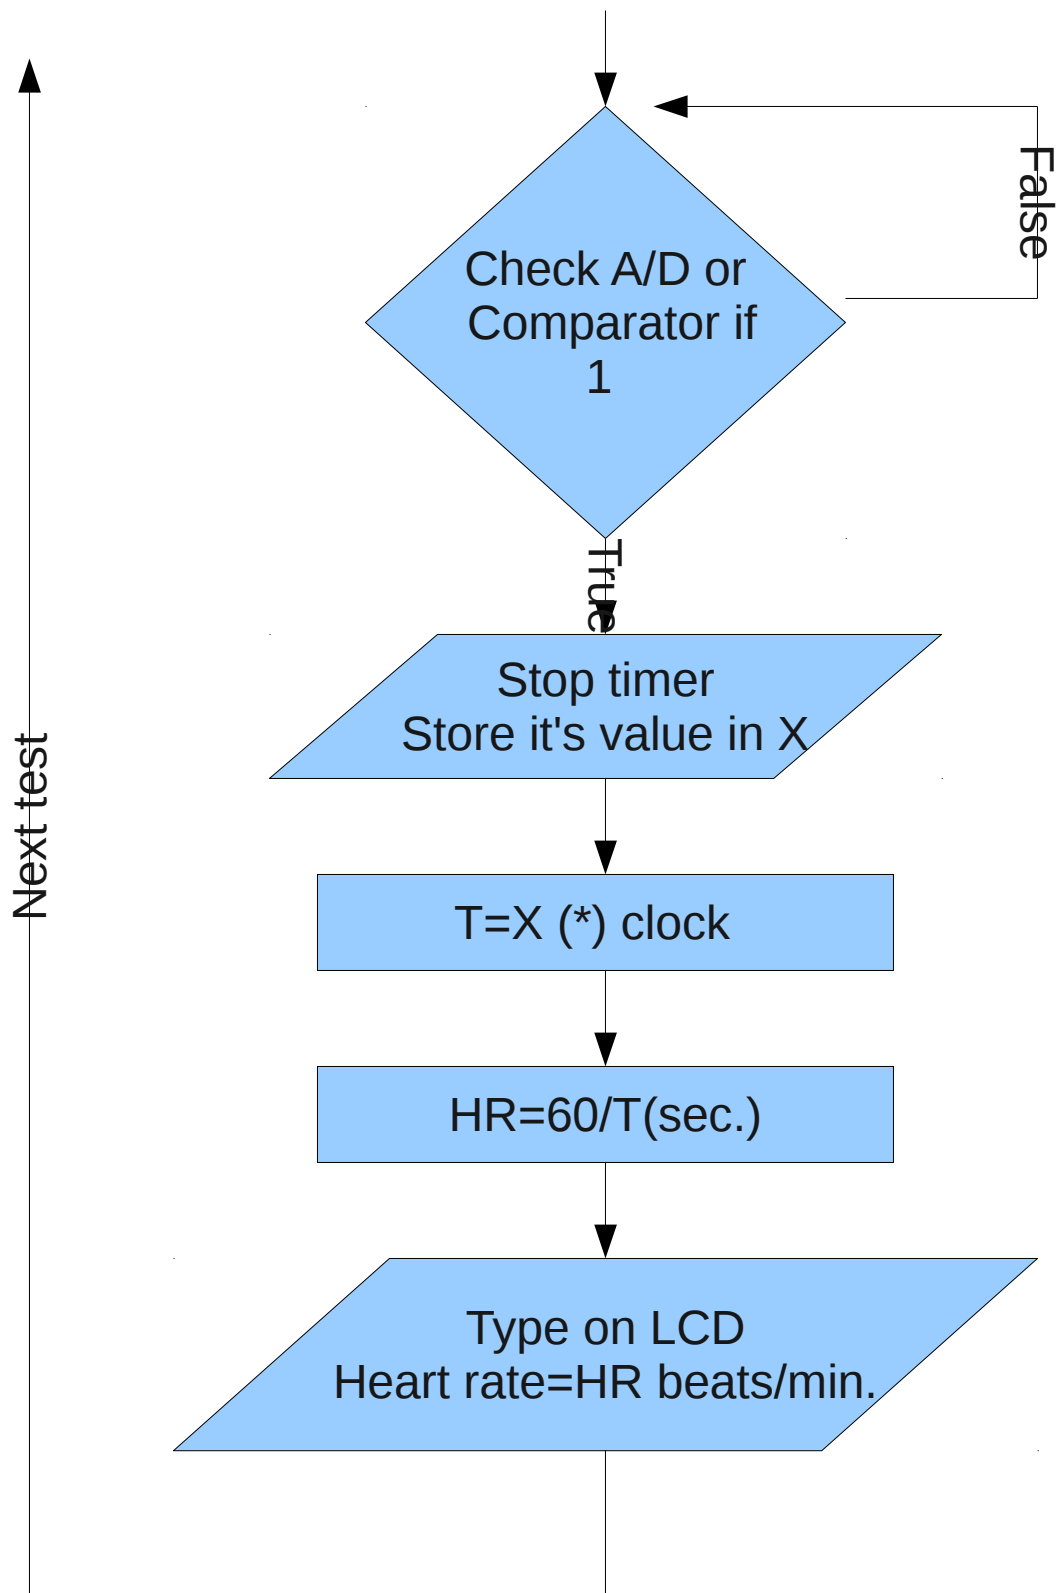 False
Check A/D or
Comparator if
1
True
Stop timer
Store it's value in X
Next test
T=X (*) clock
HR=60/T(sec.)
Type on LCD
Heart rate=HR beats/min.